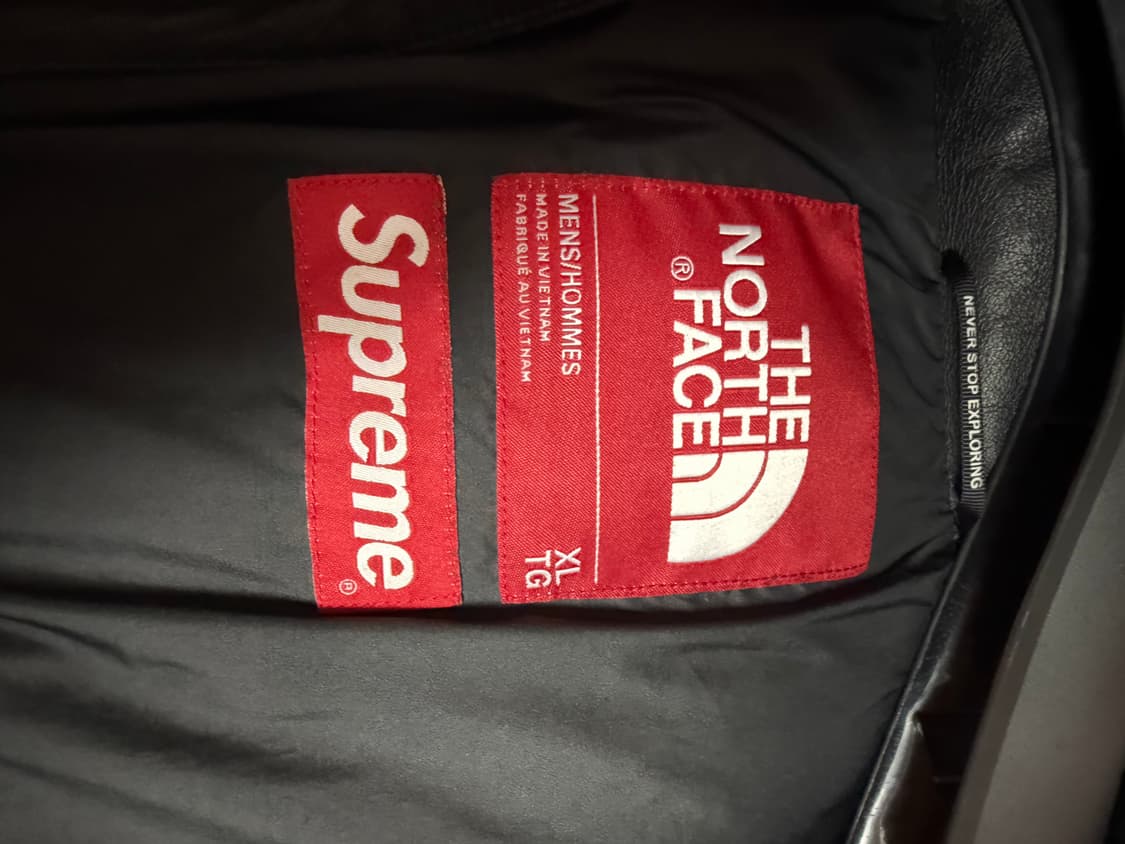 NEVER STOP EXPLORING
THE
NORTH
FACE®
MENS/HOMMES XL
MADE IN VIETNAM TG
FABRIQUÉ AU VIETNAM
Supreme®